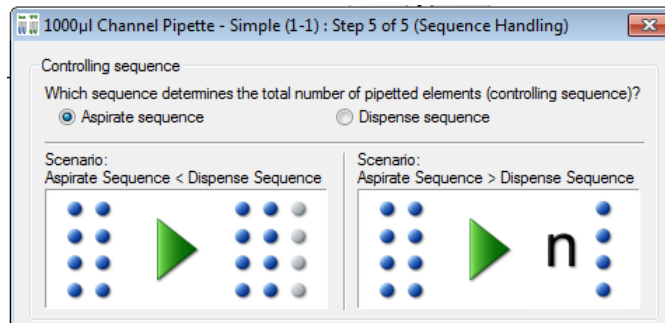 1000µl Channel Pipette - Simple (1-1) : Step 5 of 5 (Sequence Handling)
Controlling sequence
Which sequence determines the total number of pipetted elements (controlling sequence)?
Aspirate sequence
Dispense sequence
Scenario:
Aspirate Sequence < Dispense Sequence
Scenario:
Aspirate Sequence > Dispense Sequence
n